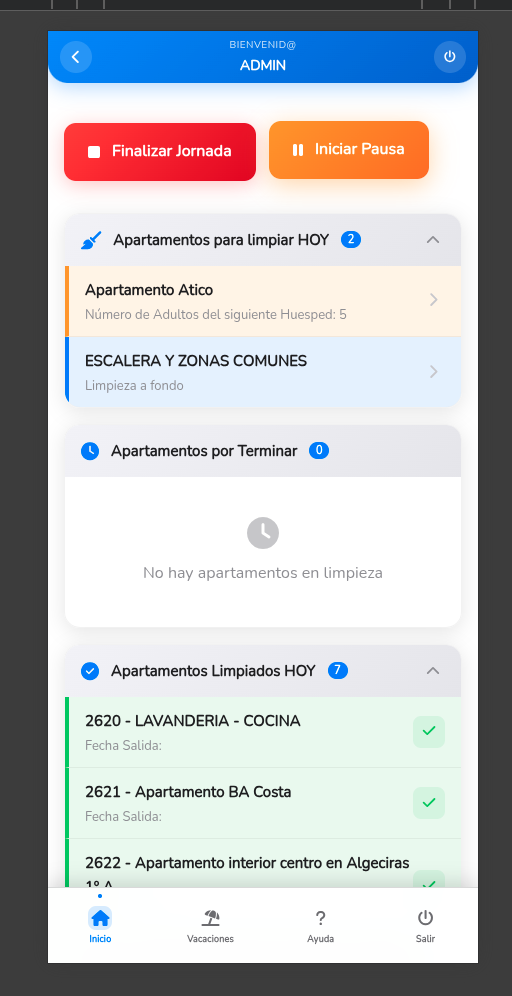 BIENVENID@
ADMIN
Finalizar Jornada
Iniciar Pausa
Apartamentos para limpiar HOY 2
Apartamento Atico
Número de Adultos del siguiente Huesped: 5
ESCALERA Y ZONAS COMUNES
Limpieza a fondo
Apartamentos por Terminar 0
No hay apartamentos en limpieza
Apartamentos Limpiados HOY 7
2620 - LAVANDERIA - COCINA
Fecha Salida:
2621 - Apartamento BA Costa
Fecha Salida:
2622 - Apartamento interior centro en Algeciras
1º A
Inicio
Vacaciones
Ayuda
Salir